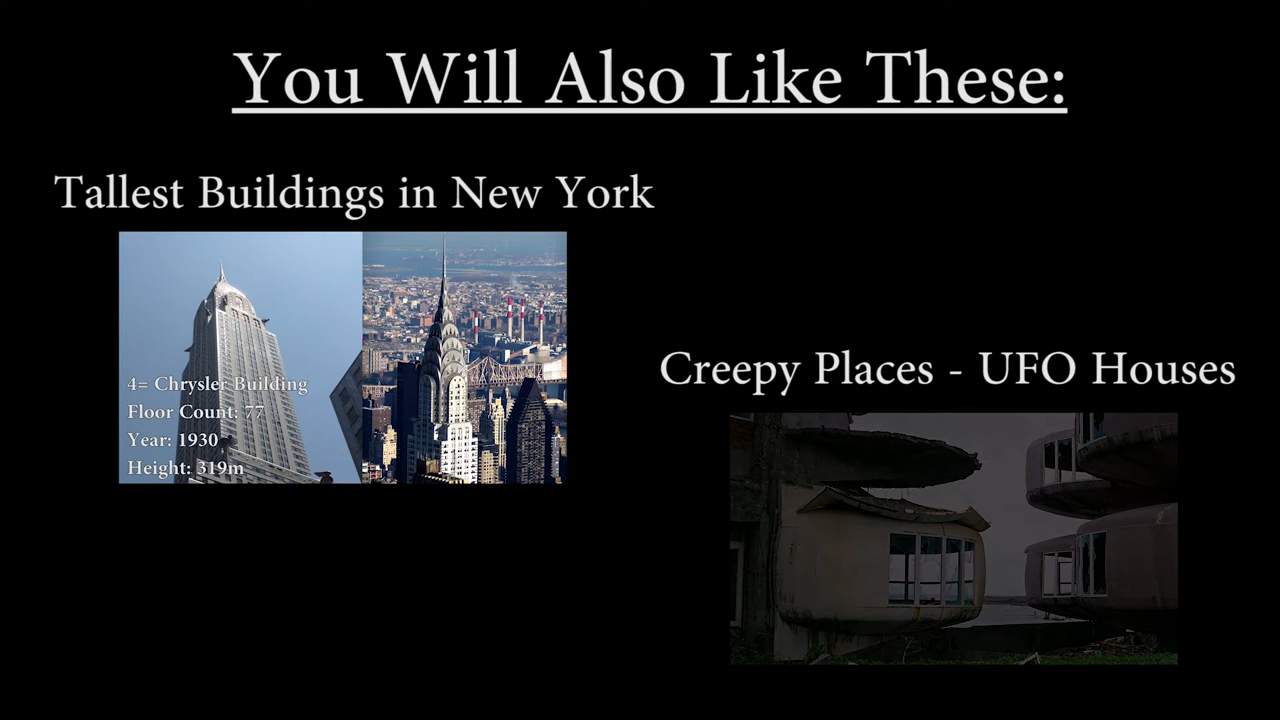 You Will Also Like These:
Tallest Buildings in New York
4= Chrysler Building
Floor Count: 77
Year: 1930
Height: 319m
Creepy Places - UFO Houses